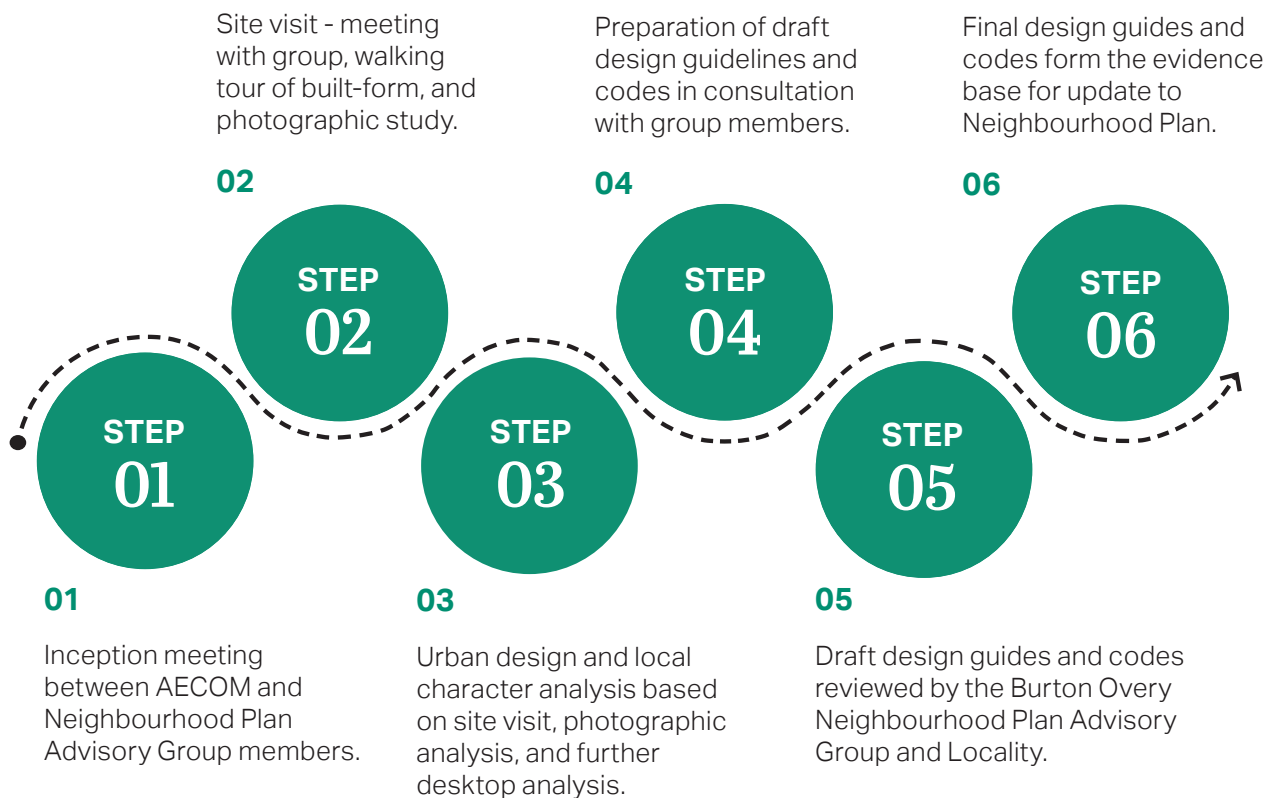 Site visit - meeting
with group, walking
tour of built-form, and
photographic study.
02
Preparation of draft
design guidelines and
codes in consultation
with group members.
04
Final design guides and
codes form the evidence
base for update to
Neighbourhood Plan.
06
STEP
01
STEP
02
STEP
03
STEP
04
STEP
05
STEP
06
01
Inception meeting
between AECOM and
Neighbourhood Plan
Advisory Group members.
03
Urban design and local
character analysis based
on site visit, photographic
analysis, and further
desktop analysis.
05
Draft design guides and codes
reviewed by the Burton Overy
Neighbourhood Plan Advisory
Group and Locality.